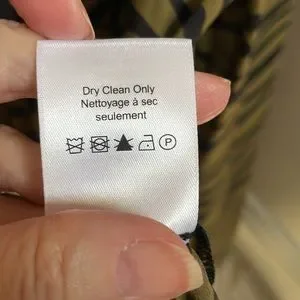 Dry Clean Only
Nettoyage à sec
seulement
P